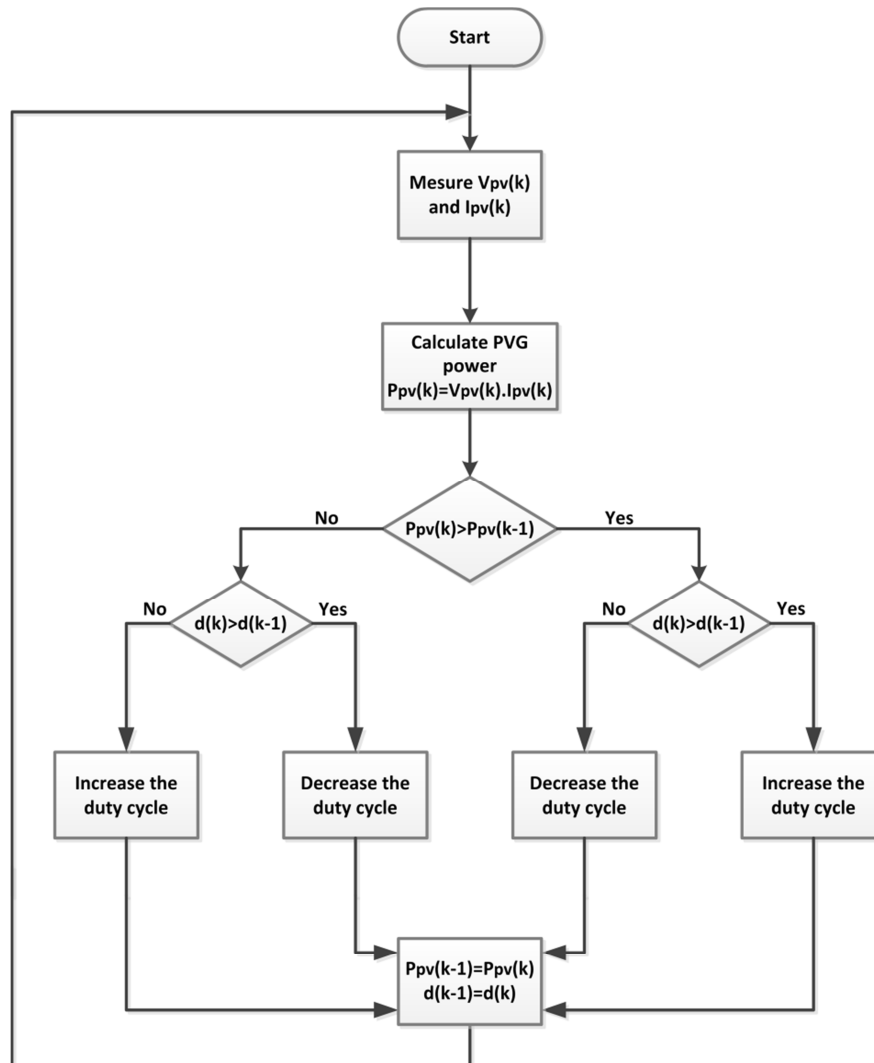 Start
Mesure Vpv(k)
and Ipv(k)
Calculate PVG
power
Ppv(k)=Vpv(k).Ipv(k)
No
Ppv(k)>Ppv(k-1)
Yes
No
d(k)>d(k-1)
Yes
No
d(k)>d(k-1)
Yes
Increase the
duty cycle
Decrease the
duty cycle
Decrease the
duty cycle
Increase the
duty cycle
Ppv(k-1)=Ppv(k)
d(k-1)=d(k)